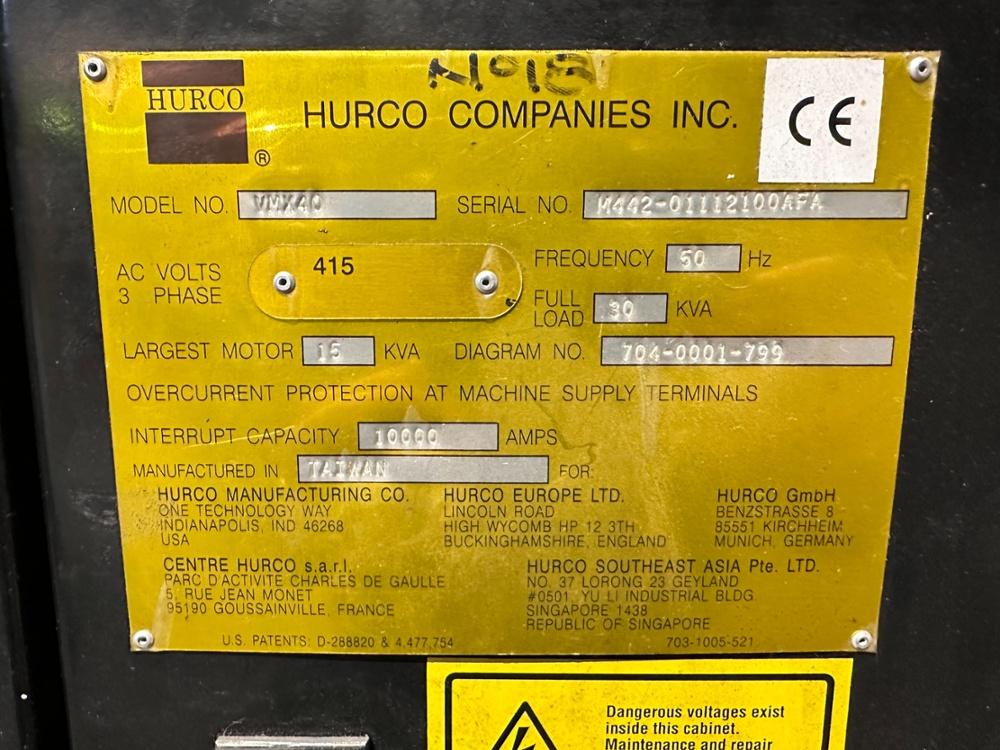 N018
HURCO
HURCO COMPANIES INC.
CE
®
MODEL NO. VMX40 SERIAL NO. M442-01112100AFA
AC VOLTS 3 PHASE 415 FREQUENCY 50 Hz
FULL LOAD 30 KVA
LARGEST MOTOR 15 KVA DIAGRAM NO. 704-0001-799
OVERCURRENT PROTECTION AT MACHINE SUPPLY TERMINALS
INTERRUPT CAPACITY 10000 AMPS
MANUFACTURED IN TAIWAN FOR:
HURCO MANUFACTURING CO.
ONE TECHNOLOGY WAY
INDIANAPOLIS, IND 46268
USA
HURCO EUROPE LTD.
LINCOLN ROAD
HIGH WYCOMB HP 12 3TH
BUCKINGHAMSHIRE, ENGLAND
HURCO GmbH
BENZSTRASSE 8
85551 KIRCHHEIM
MUNICH, GERMANY
CENTRE HURCO s.a.r.l.
PARC D'ACTIVITE CHARLES DE GAULLE
5, RUE JEAN MONET
95190 GOUSSAINVILLE, FRANCE
HURCO SOUTHEAST ASIA Pte. LTD.
NO. 37 LORONG 23 GEYLAND
#0501, YU LI INDUSTRIAL BLDG.
SINGAPORE 1438
REPUBLIC OF SINGAPORE
U.S. PATENTS: D-288820 & 4,477,754
703-1005-521
Dangerous voltages exist
inside this cabinet.
Maintenance and repair